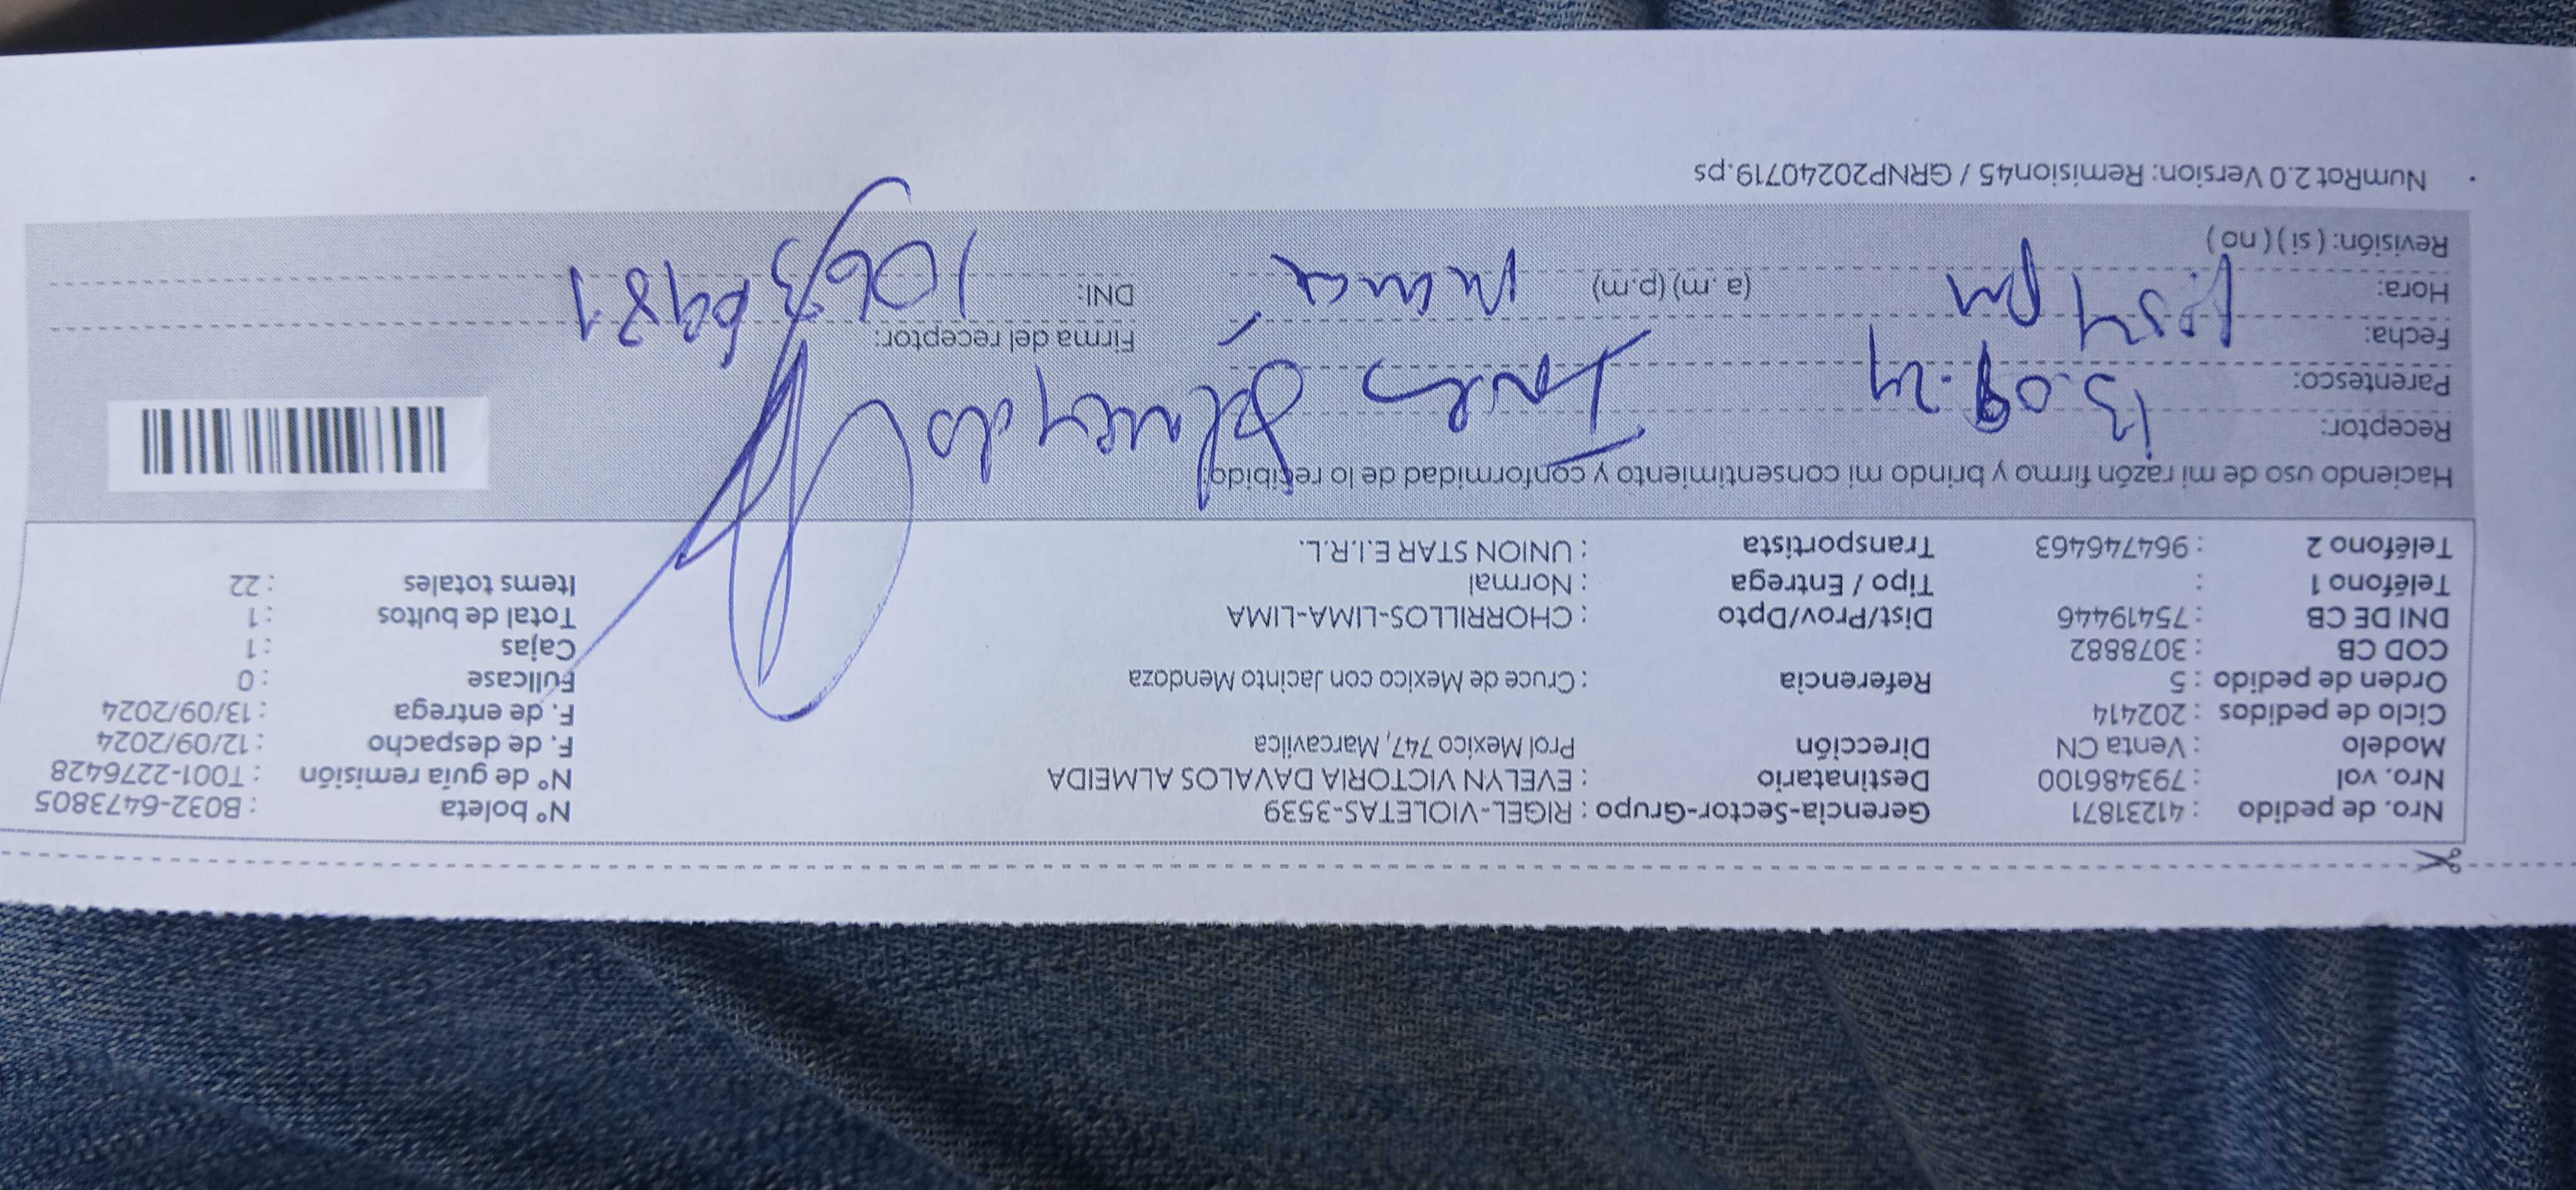 Nro. de pedido : 41231871 Gerencia-Sector-Grupo : RIGEL-VIOLETAS-3539 N° boleta : B032-6473805
Nro. vol : 793486100 Destinatario : EVELYN VICTORIA DAVALOS ALMEIDA N° de guía remisión : T001-2276428
Modelo : Venta CN Dirección Prol Mexico 747, Marcavilca F. de despacho : 12/09/2024
Ciclo de pedidos : 202414 F. de entrega : 13/09/2024
Orden de pedido : 5 Referencia : Cruce de Mexico con Jacinto Mendoza Fullcase : 0
COD CB : 3078882 Cajas : 1
DNI DE CB : 75419446 Dist/Prov/Dpto : CHORRILLOS-LIMA-LIMA Total de bultos : 1
Teléfono 1 : Tipo / Entrega : Normal Items totales : 22
Teléfono 2 : 964746463 Transportista : UNION STAR E.I.R.L.
Haciendo uso de mi razón firmo y brindo mi consentimiento y conformidad de lo recibido:
Receptor: 13.09.24
Parentesco:
Fecha: 1:54 pm Firma del receptor:
Hora: (a.m) (p.m) mamá DNI: 10636981
Revisión: ( si ) ( no )
NumRot 2.0 Version: Remision45 / GRNP20240719.ps